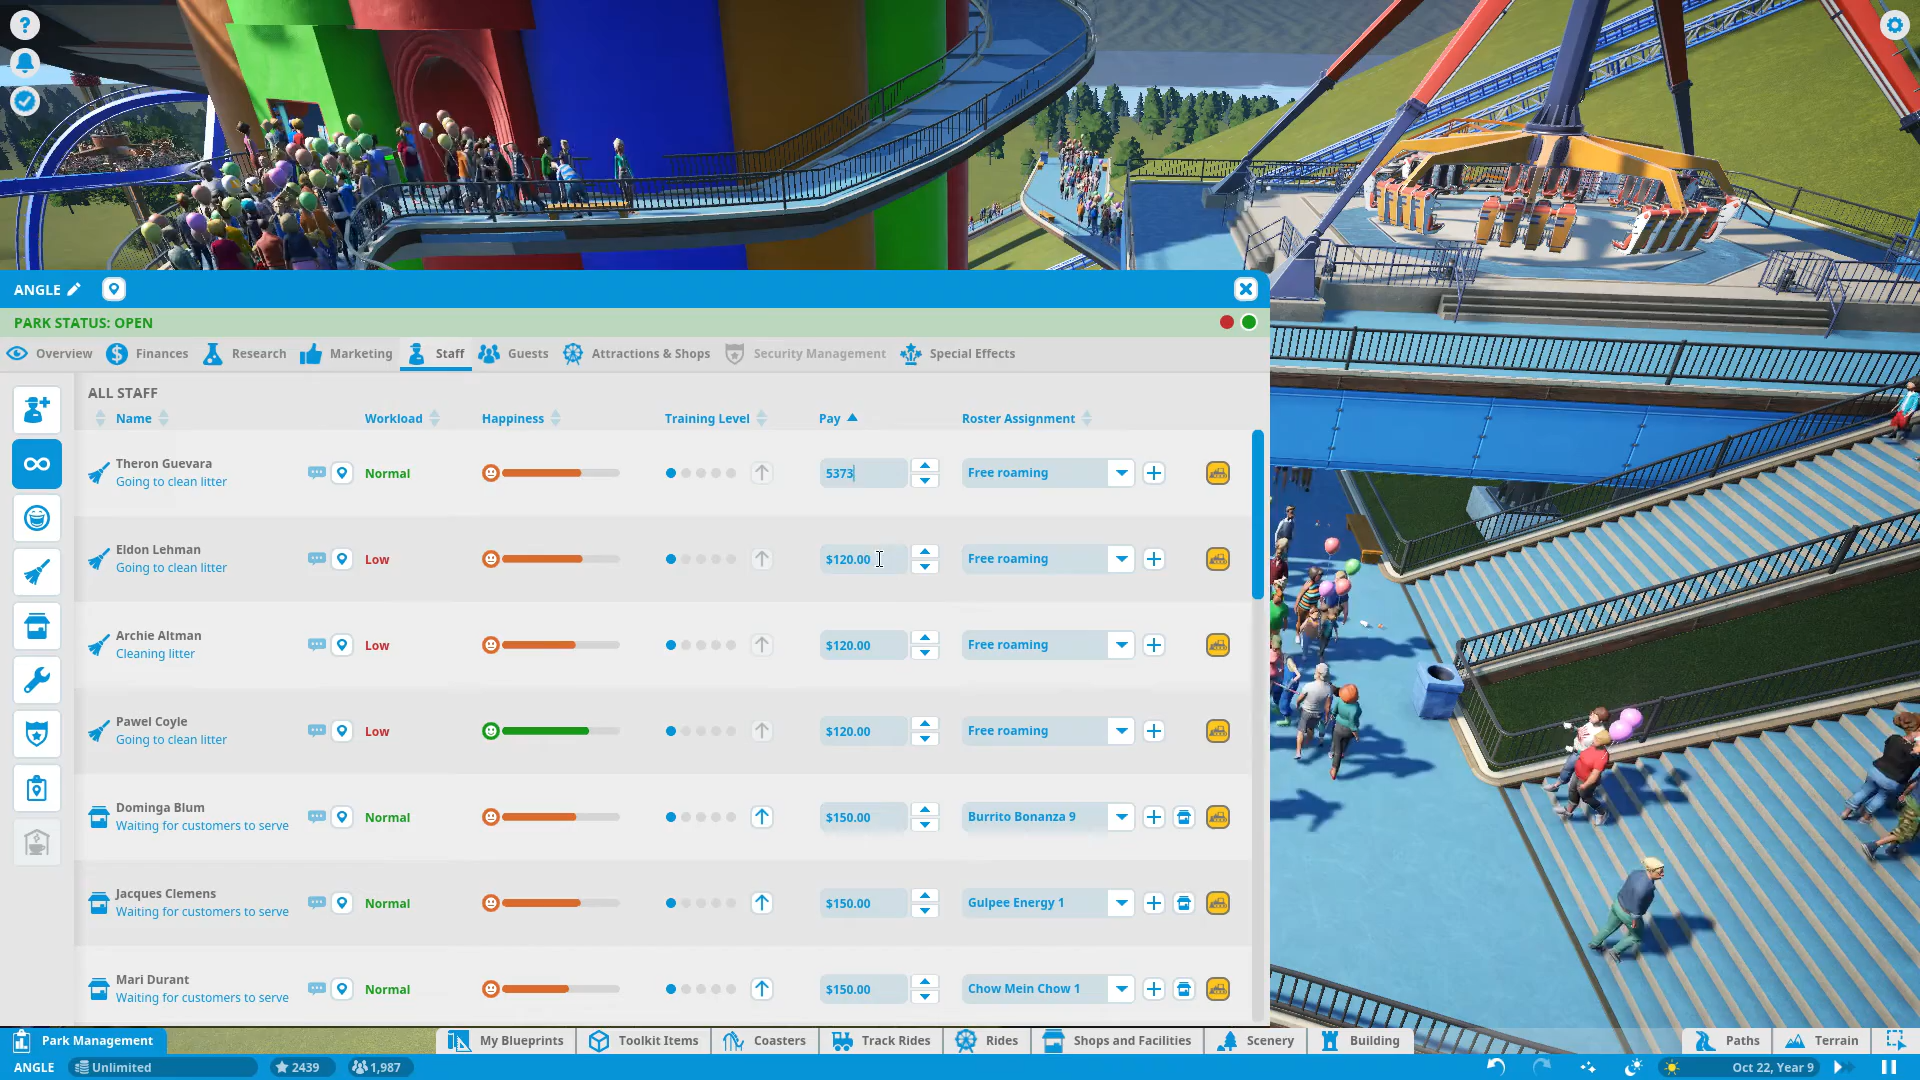 ?
ANGLE
PARK STATUS: OPEN
Overview
$ Finances
Research
Marketing
Staff
Guests
Attractions & Shops
Security Management
Special Effects
ALL STAFF
Name
Workload
Happiness
Training Level
Pay
Roster Assignment
Theron Guevara
Going to clean litter
Normal
5373
Free roaming
Eldon Lehman
Going to clean litter
Low
$120.00
Free roaming
Archie Altman
Cleaning litter
Low
$120.00
Free roaming
Pawel Coyle
Going to clean litter
Low
$120.00
Free roaming
Dominga Blum
Waiting for customers to serve
Normal
$150.00
Burrito Bonanza 9
Jacques Clemens
Waiting for customers to serve
Normal
$150.00
Gulpee Energy 1
Mari Durant
Waiting for customers to serve
Normal
$150.00
Chow Mein Chow 1
Park Management
My Blueprints
Toolkit Items
Coasters
Track Rides
Rides
Shops and Facilities
Scenery
Building
Paths
Terrain
ANGLE
Unlimited
2439
1,987
Oct 22, Year 9